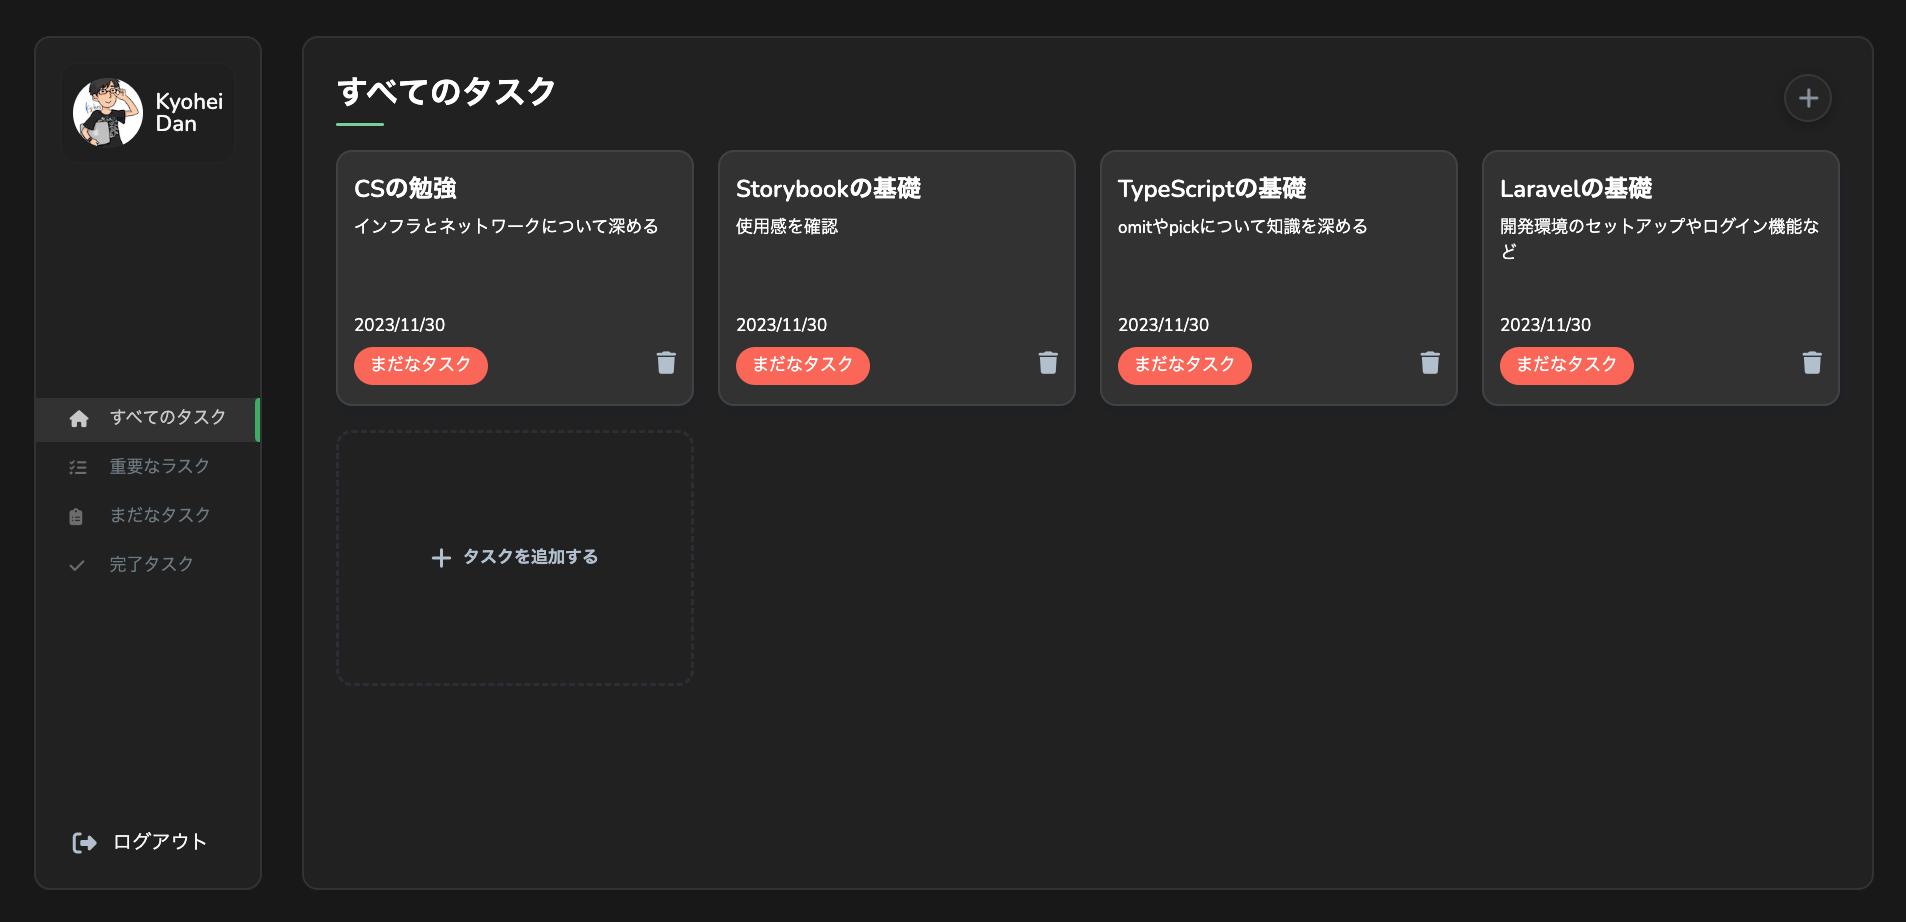 Kyohei
Dan
すべてのタスク
重要なラスク
まだなタスク
完了タスク
ログアウト
すべてのタスク
CSの勉強
インフラとネットワークについて深める
2023/11/30
まだなタスク
Storybookの基礎
使用感を確認
2023/11/30
まだなタスク
TypeScriptの基礎
omitやpickについて知識を深める
2023/11/30
まだなタスク
Laravelの基礎
開発環境のセットアップやログイン機能な
ど
2023/11/30
まだなタスク
タスクを追加する